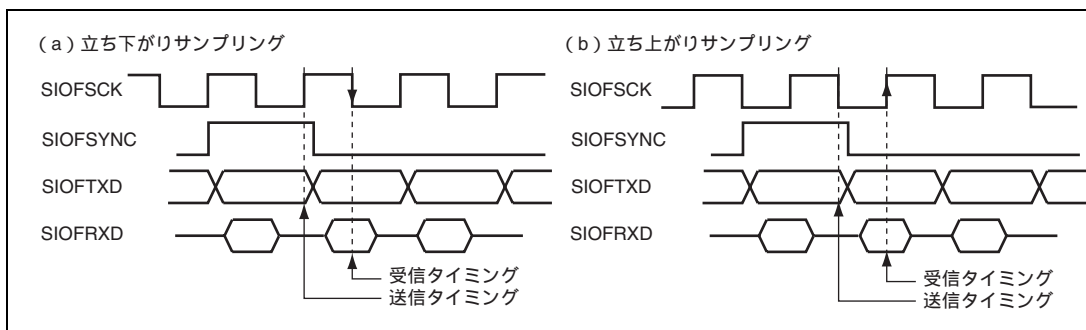 (a)立ち下がりサンプリング
SIOFSCK
SIOFSYNC
SIOFTXD
SIOFRXD
受信タイミング
送信タイミング
(b)立ち上がりサンプリング
SIOFSCK
SIOFSYNC
SIOFTXD
SIOFRXD
受信タイミング
送信タイミング